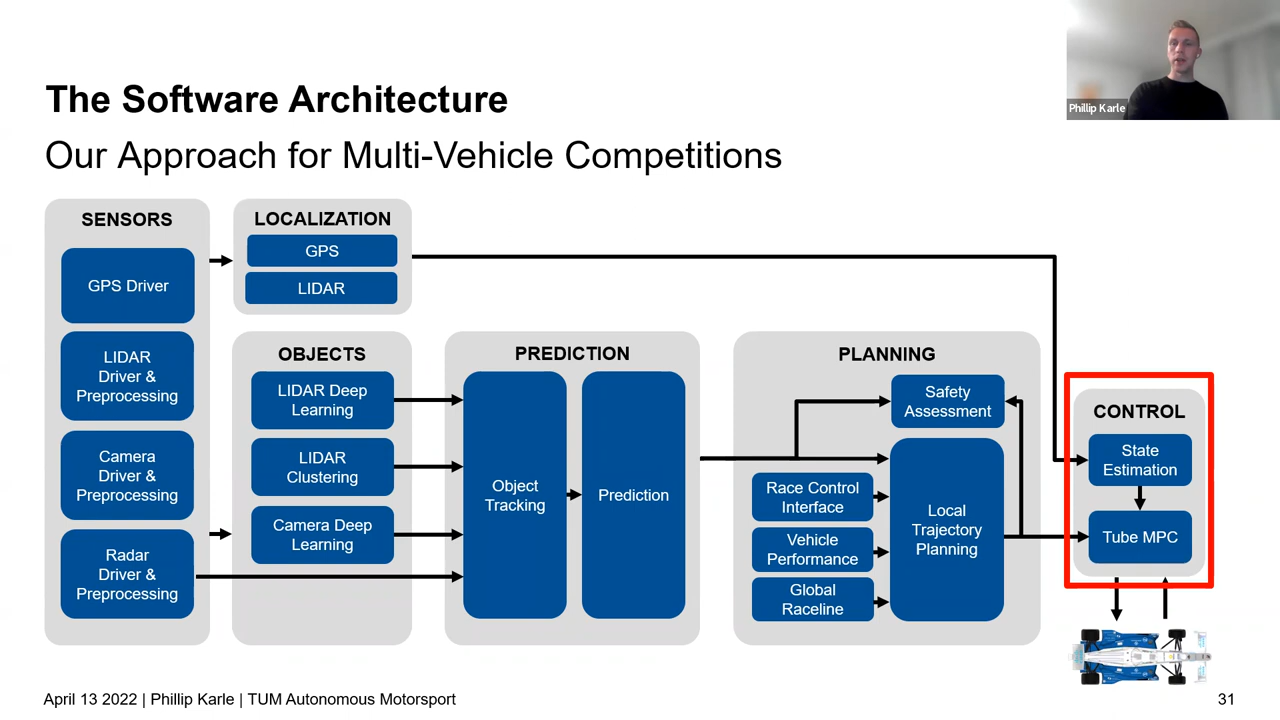 Phillip Karle
The Software Architecture
Our Approach for Multi-Vehicle Competitions
SENSORS
GPS Driver
LIDAR
Driver &
Preprocessing
Camera
Driver &
Preprocessing
Radar
Driver &
Preprocessing
LOCALIZATION
GPS
LIDAR
OBJECTS
LIDAR Deep
Learning
LIDAR
Clustering
Camera Deep
Learning
PREDICTION
Object
Tracking
Prediction
PLANNING
Safety
Assessment
Race Control
Interface
Vehicle
Performance
Global
Raceline
Local
Trajectory
Planning
CONTROL
State
Estimation
Tube MPC
April 13 2022 | Phillip Karle | TUM Autonomous Motorsport
31